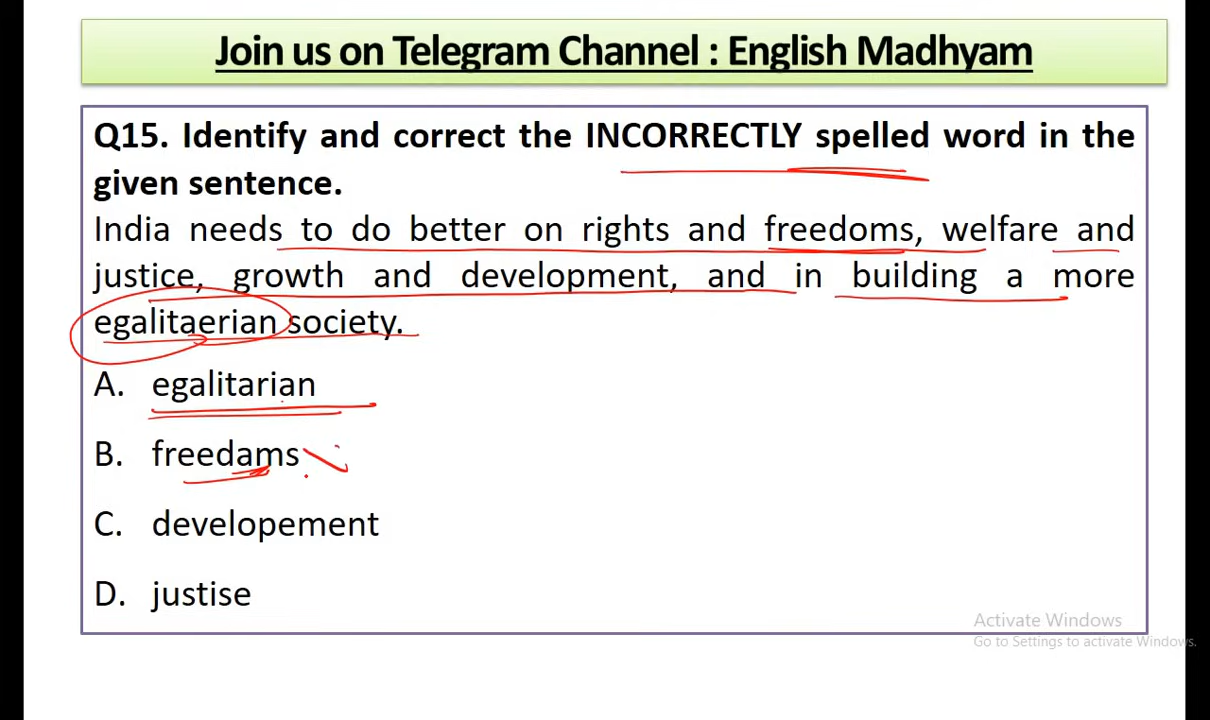 Join us on Telegram Channel : English Madhyam
Q15. Identify and correct the INCORRECTLY spelled word in the
given sentence.
India needs to do better on rights and freedoms, welfare and
justice, growth and development, and in building a more
egalitaerian society.
A. egalitarian
B. freedams
C. developement
D. justise
Activate Windows
Go to Settings to activate Windows.